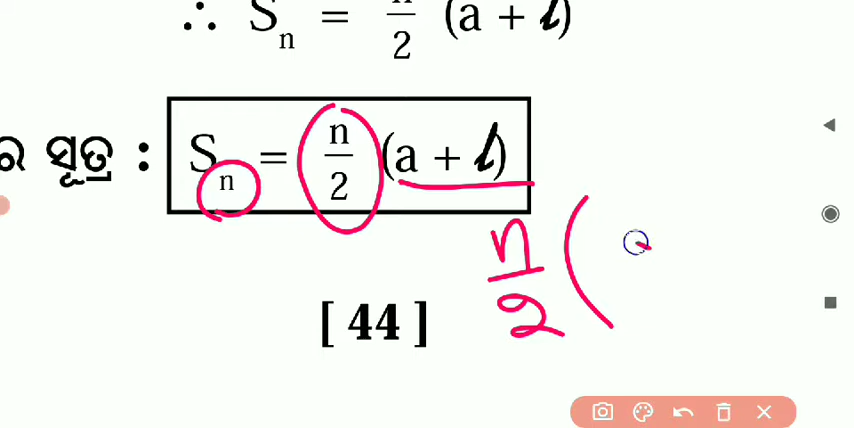 ∴ Sₙ = n/2 (a + l)
ର ସୂତ୍ର : Sₙ = n/2 (a + l)
n/2 (
[ 44 ]